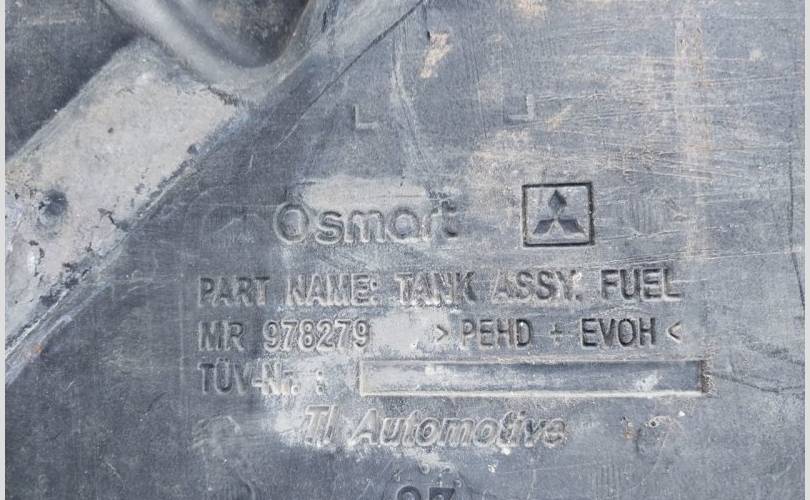 smart
PART NAME: TANK ASSY. FUEL
MR 978279 > PEHD + EVOH <
TÜV-Nr. :
TI Automotive